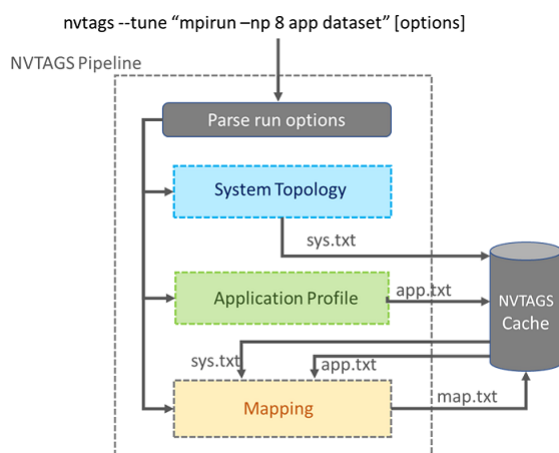 nvtags --tune “mpirun –np 8 app dataset” [options]
NVTAGS Pipeline
Parse run options
System Topology
sys.txt
Application Profile
app.txt
NVTAGS
Cache
sys.txt
app.txt
Mapping
map.txt